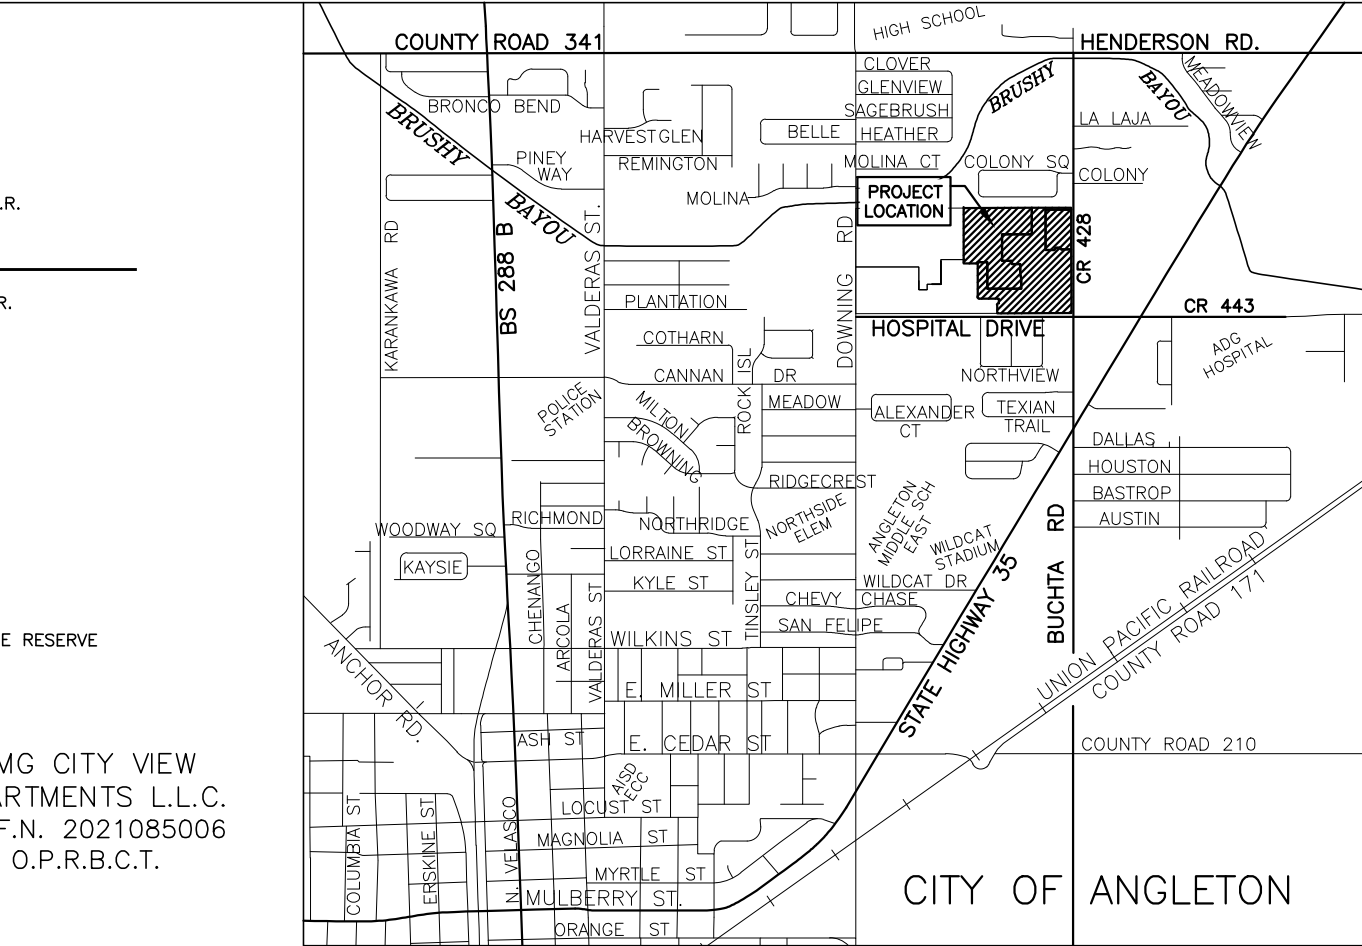 .R.
R.
E RESERVE
MG CITY VIEW
ARTMENTS L.L.C.
F.N. 2021085006
O.P.R.B.C.T.
HIGH SCHOOL
COUNTY ROAD 341
HENDERSON RD.
CLOVER
GLENVIEW
SAGEBRUSH
HEATHER
BELLE
BRUSHY
BAYOU
MEADOWVIEW
LA LAJA
BRONCO BEND
BRUSHY
BAYOU
HARVEST GLEN
REMINGTON
PINEY
WAY
MOLINA CT
COLONY SQ
COLONY
MOLINA
PROJECT
LOCATION
KARANKAWA RD
BS 288 B
VALDERAS ST.
DOWNING RD
CR 428
PLANTATION
CR 443
HOSPITAL DRIVE
COTHARN
CANNAN DR
ROCK ISL
NORTHVIEW
ADG
HOSPITAL
POLICE
STATION
MILTON
BROWNING
MEADOW
ALEXANDER
CT
TEXIAN
TRAIL
DALLAS
HOUSTON
BASTROP
AUSTIN
RIDGECREST
NORTHSIDE
ELEM
ANGLETON
MIDDLE SCH
EAST
WILDCAT
STADIUM
WOODWAY SQ
RICHMOND
NORTHRIDGE
LORRAINE ST
KYLE ST
KAYSIE
CHENANGO
ARCOLA
VALDERAS ST
TINSLEY ST
WILDCAT DR
CHEVY CHASE
SAN FELIPE
WILKINS ST
STATE HIGHWAY 35
BUCHTA RD
UNION PACIFIC RAILROAD
COUNTY ROAD 171
ANCHOR RD.
E. MILLER ST
ASH ST
E. CEDAR ST
COUNTY ROAD 210
AISD
ECC
LOCUST ST
COLUMBIA ST
ERSKINE ST
N. VELASCO
MAGNOLIA ST
MYRTLE ST
MULBERRY ST.
ORANGE ST
CITY OF ANGLETON